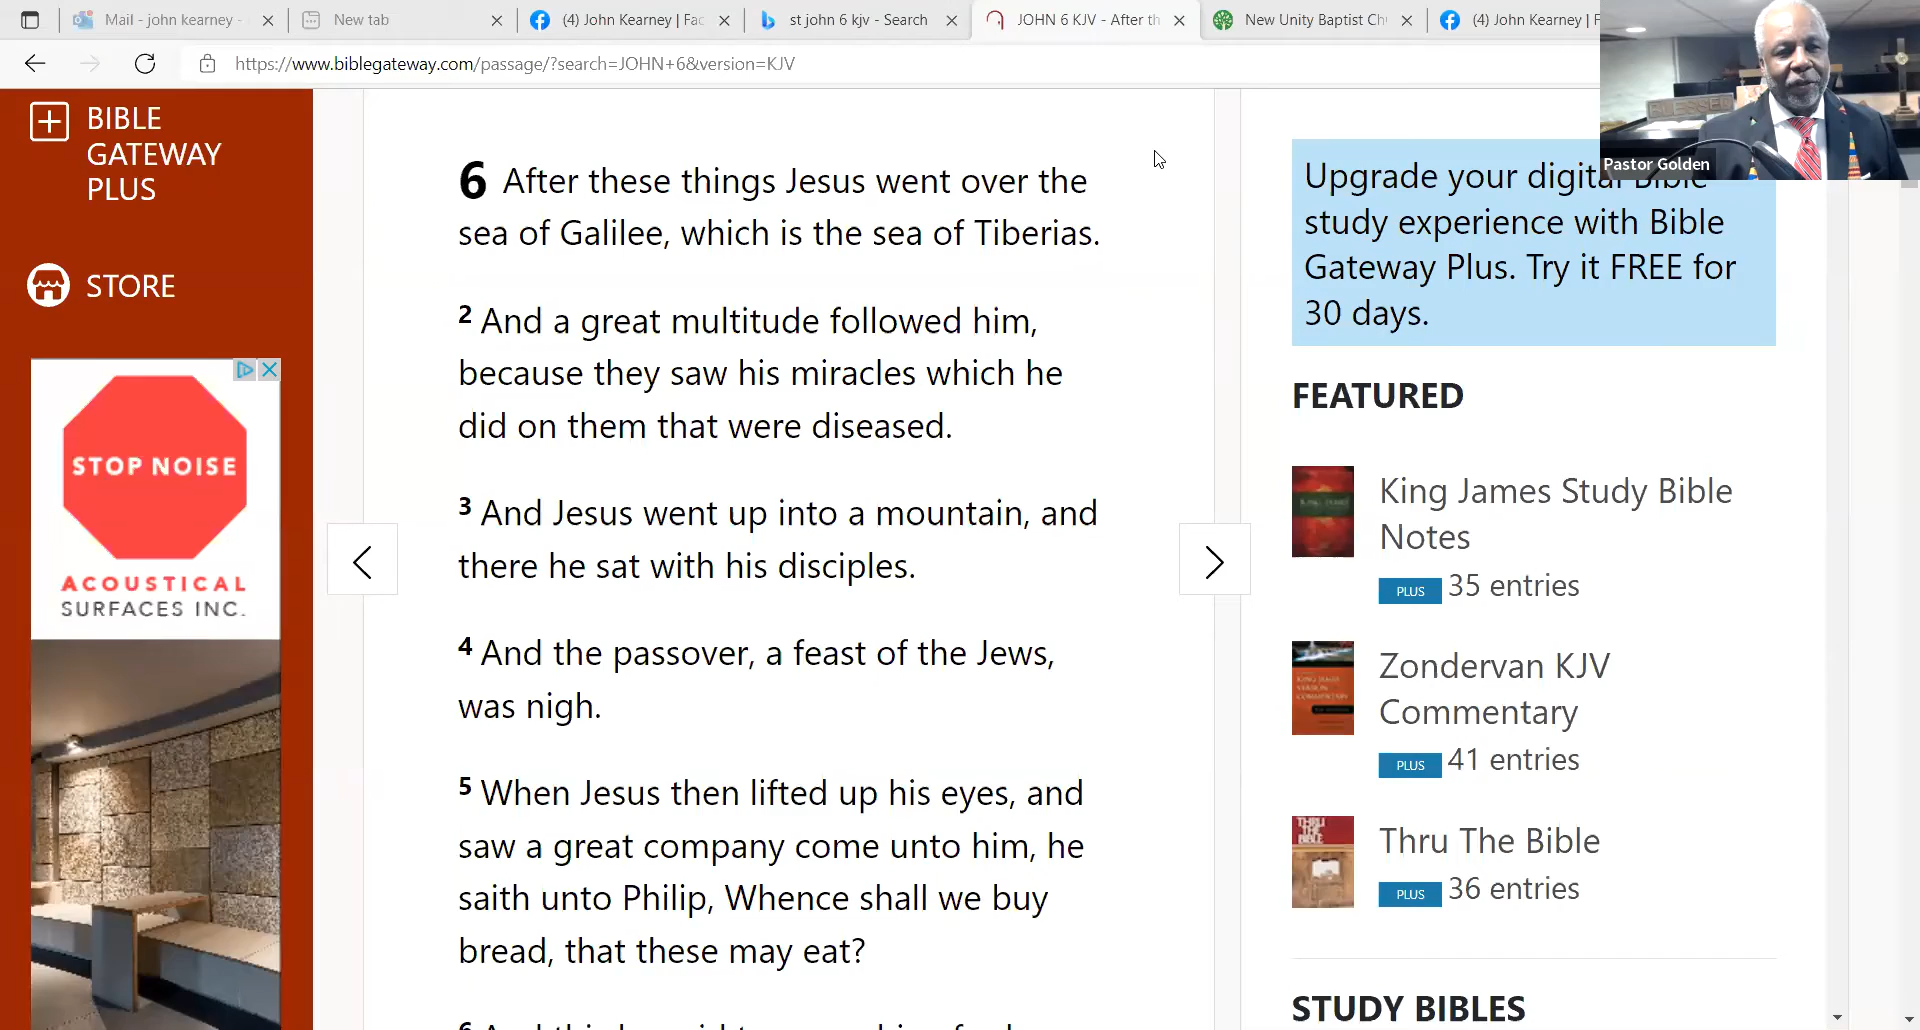 Mail - john kearney -
New tab
(4) John Kearney | Fac
st john 6 kjv - Search
JOHN 6 KJV - After th
New Unity Baptist Ch
(4) John Kearney | F
https://www.biblegateway.com/passage/?search=JOHN+6&version=KJV
BIBLE
GATEWAY
PLUS
STORE
STOP NOISE
ACOUSTICAL
SURFACES INC.
6 After these things Jesus went over the
sea of Galilee, which is the sea of Tiberias.
2 And a great multitude followed him,
because they saw his miracles which he
did on them that were diseased.
3 And Jesus went up into a mountain, and
there he sat with his disciples.
4 And the passover, a feast of the Jews,
was nigh.
5 When Jesus then lifted up his eyes, and
saw a great company come unto him, he
saith unto Philip, Whence shall we buy
bread, that these may eat?
BLESSED
Pastor Golden
Upgrade your digital Bible
study experience with Bible
Gateway Plus. Try it FREE for
30 days.
FEATURED
King James Study Bible
Notes
PLUS 35 entries
Zondervan KJV
Commentary
PLUS 41 entries
THRU
THE
BIBLE
Thru The Bible
PLUS 36 entries
STUDY BIBLES